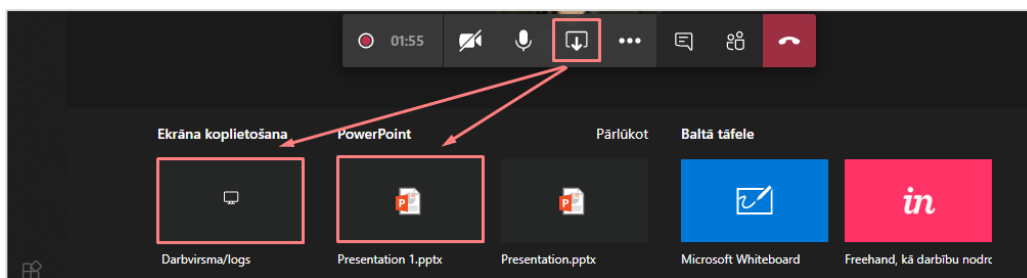 01:55
Ekrāna koplietošana PowerPoint Pārlūkot Baltā tāfele
P P in
Darbvirsma/logs Presentation 1.pptx Presentation.pptx Microsoft Whiteboard Freehand, kā darbību